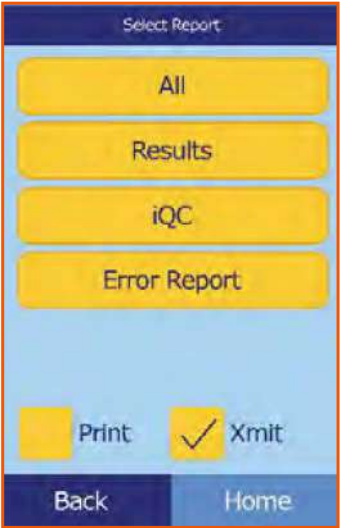 Select Report
All
Results
iQC
Error Report
Print Xmit
Back Home